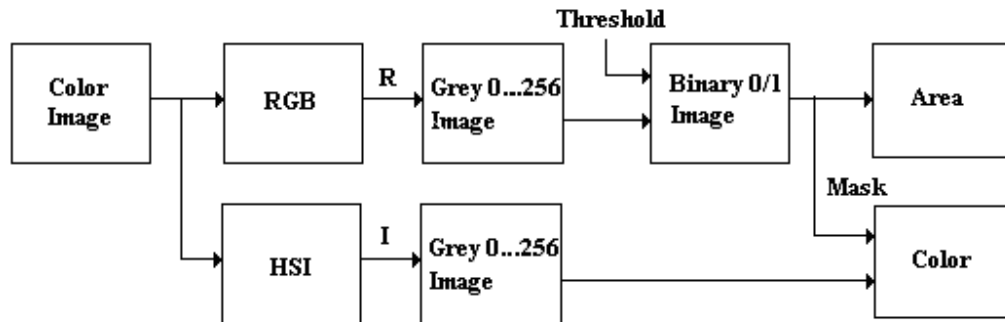 Threshold
Color
Image
RGB
R
Grey 0...256
Image
Binary 0/1
Image
Area
Mask
HSI
I
Grey 0...256
Image
Color